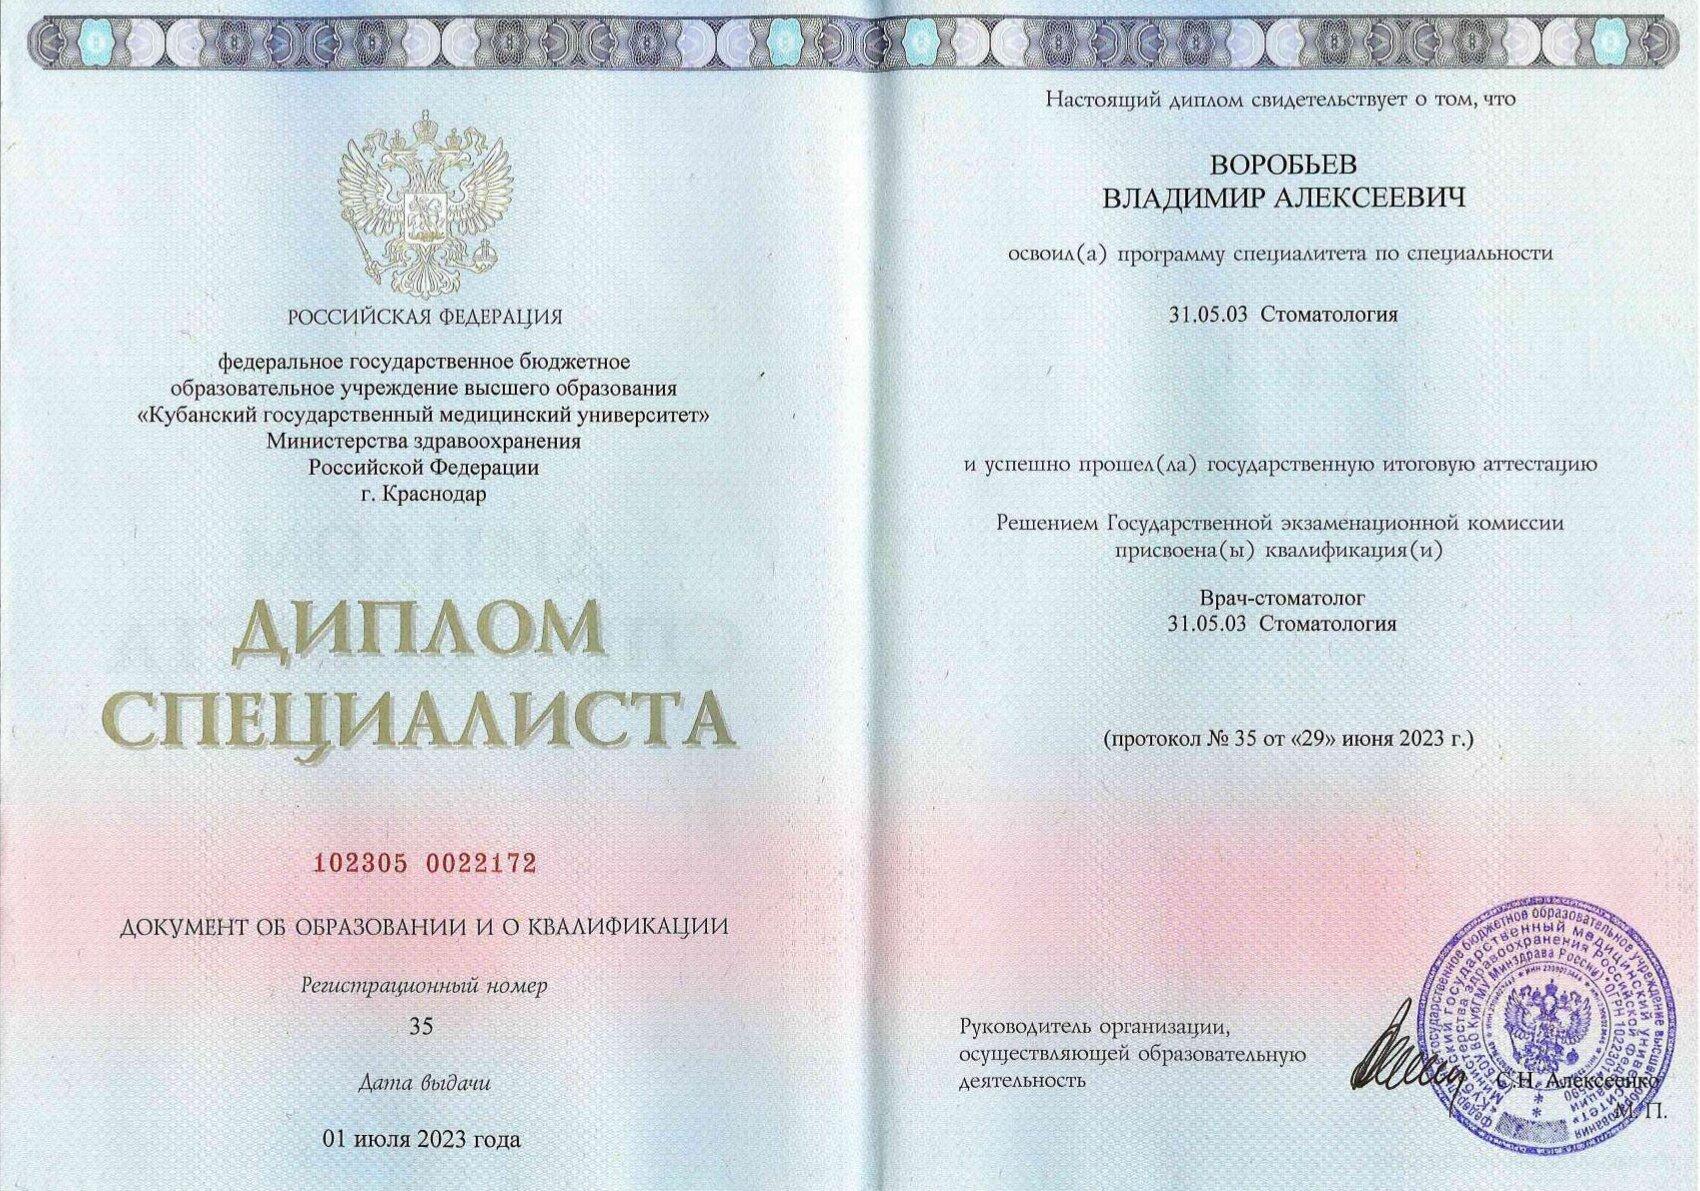 РОССИЙСКАЯ ФЕДЕРАЦИЯ
федеральное государственное бюджетное
образовательное учреждение высшего образования
«Кубанский государственный медицинский университет»
Министерства здравоохранения
Российской Федерации
г. Краснодар
ДИПЛОМ
СПЕЦИАЛИСТА
102305 0022172
ДОКУМЕНТ ОБ ОБРАЗОВАНИИ И О КВАЛИФИКАЦИИ
Регистрационный номер
35
Дата выдачи
01 июля 2023 года
Настоящий диплом свидетельствует о том, что
ВОРОБЬЕВ
ВЛАДИМИР АЛЕКСЕЕВИЧ
освоил(а) программу специалитета по специальности
31.05.03 Стоматология
и успешно прошел(ла) государственную итоговую аттестацию
Решением Государственной экзаменационной комиссии
присвоена(ы) квалификация(и)
Врач-стоматолог
31.05.03 Стоматология
(протокол № 35 от «29» июня 2023 г.)
Руководитель организации,
осуществляющей образовательную
деятельность
С.Н. Алексеенко
М. П.